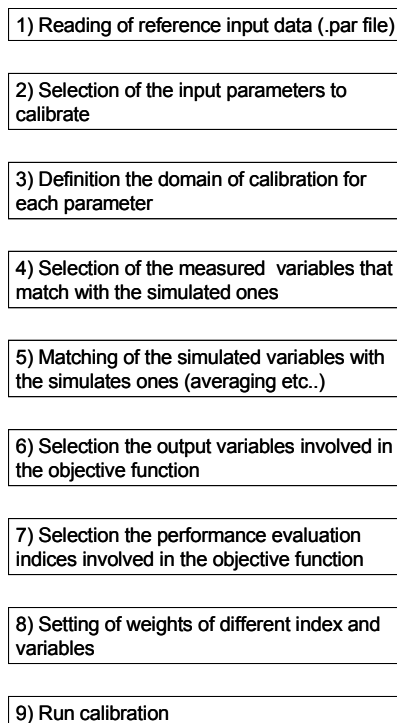 1) Reading of reference input data (.par file)
2) Selection of the input parameters to
calibrate
3) Definition the domain of calibration for
each parameter
4) Selection of the measured  variables that
match with the simulated ones
5) Matching of the simulated variables with
the simulates ones (averaging etc..)
6) Selection the output variables involved in
the objective function
7) Selection the performance evaluation
indices involved in the objective function
8) Setting of weights of different index and
variables
9) Run calibration